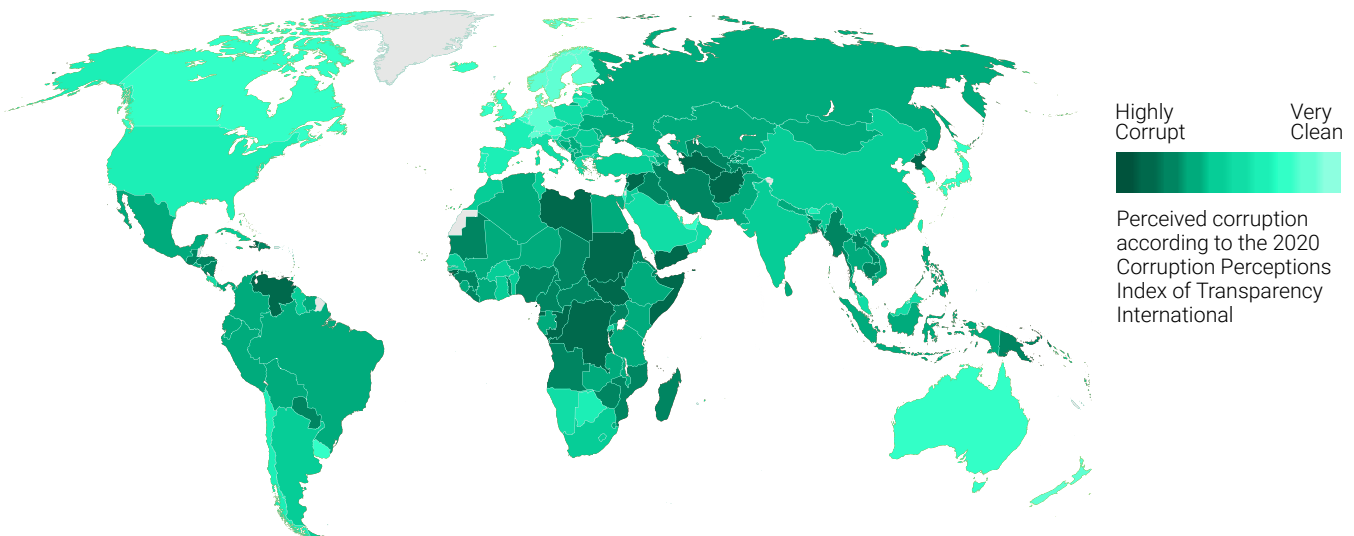 Highly Very
Corrupt Clean
Perceived corruption
according to the 2020
Corruption Perceptions
Index of Transparency
International